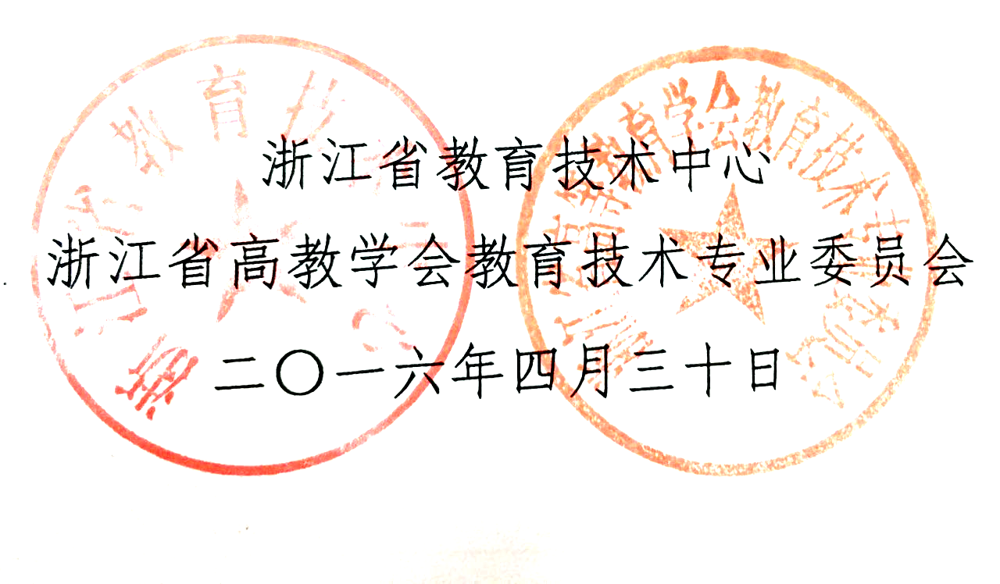 浙江省教育技术中心
浙江省高教学会教育技术专业委员会
二〇一六年四月三十日